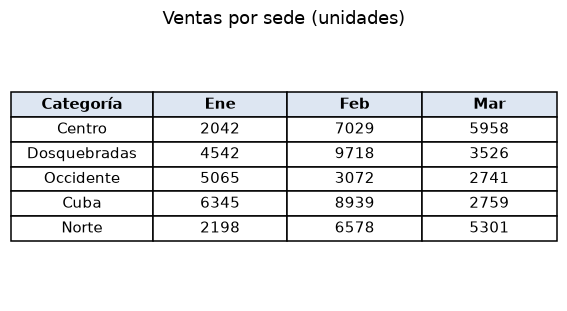 Ventas por sede (unidades)
Categoría Ene Feb Mar
Centro 2042 7029 5958
Dosquebradas 4542 9718 3526
Occidente 5065 3072 2741
Cuba 6345 8939 2759
Norte 2198 6578 5301